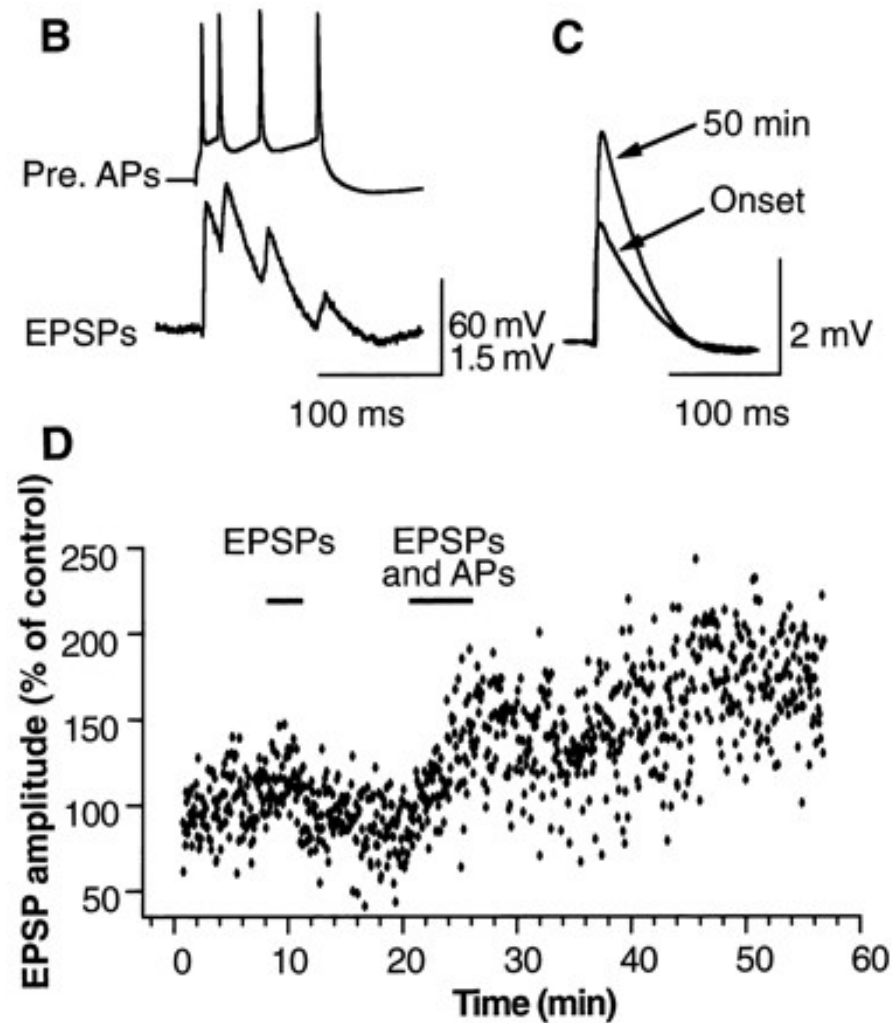 B
Pre. APs
EPSPs
60 mV
1.5 mV
100 ms
C
50 min
Onset
2 mV
100 ms
D
EPSP amplitude (% of control)
250
200
150
100
50
EPSPs
EPSPs
and APs
0 10 20 30 40 50 60
Time (min)